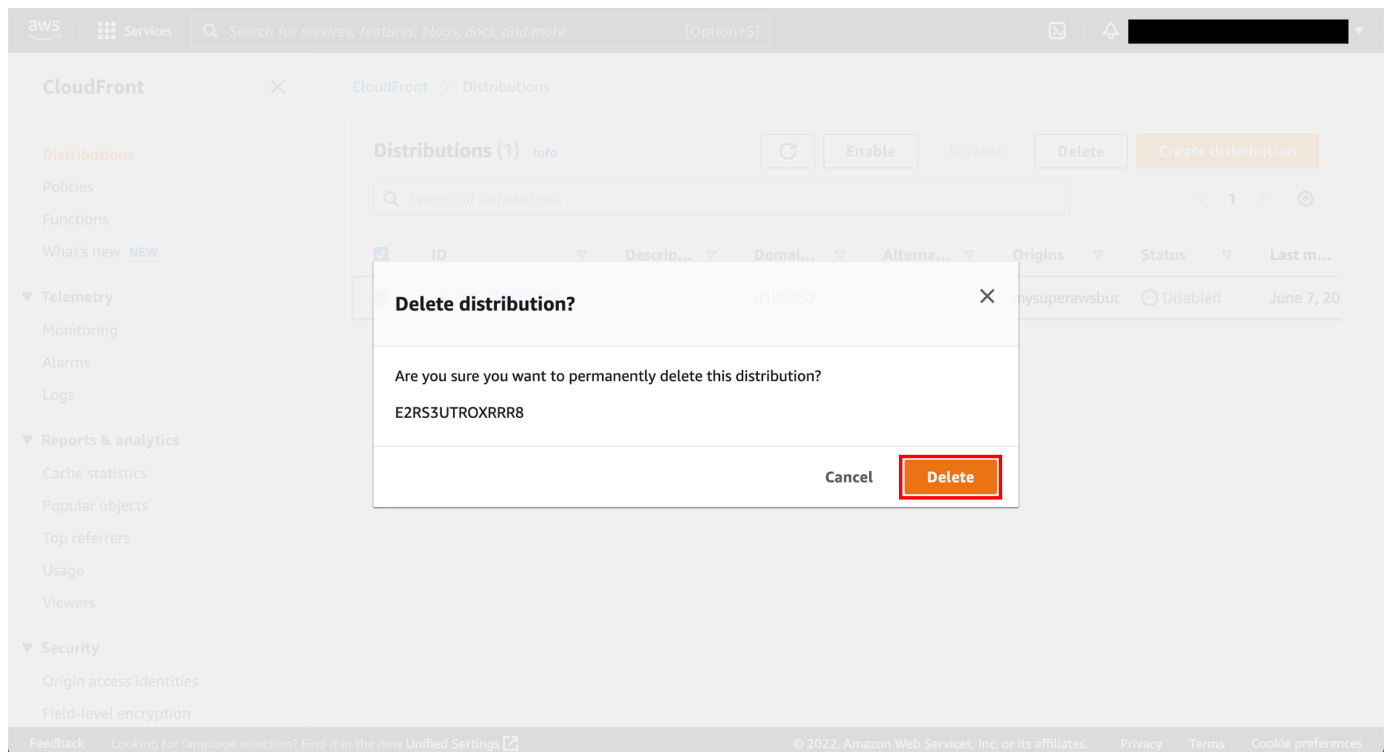 aws
Services
Search for services, features, blogs, docs, and more
[Option+S]
CloudFront
CloudFront > Distributions
Distributions
Policies
Functions
What's new NEW
Telemetry
Monitoring
Alarms
Logs
Reports & analytics
Cache statistics
Popular objects
Top referrers
Usage
Viewers
Security
Origin access identities
Field-level encryption
Distributions (1) Info
Enable
Disable
Delete
Create distribution
Search all distributions
1
ID
Descrip...
Domai...
Alterna...
Origins
Status
Last m...
-
-
mysuperawsbuc
Disabled
June 7, 20
Delete distribution?
Are you sure you want to permanently delete this distribution?
E2RS3UTROXRRR8
Cancel
Delete
Feedback
Looking for language selection? Find it in the new Unified Settings
© 2022, Amazon Web Services, Inc. or its affiliates.
Privacy
Terms
Cookie preferences